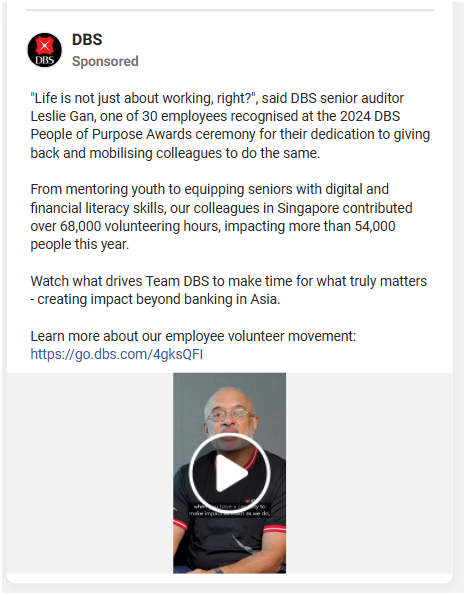 DBS
Sponsored
DBS
"Life is not just about working, right?", said DBS senior auditor
Leslie Gan, one of 30 employees recognised at the 2024 DBS
People of Purpose Awards ceremony for their dedication to giving
back and mobilising colleagues to do the same.
From mentoring youth to equipping seniors with digital and
financial literacy skills, our colleagues in Singapore contributed
over 68,000 volunteering hours, impacting more than 54,000
people this year.
Watch what drives Team DBS to make time for what truly matters
- creating impact beyond banking in Asia.
Learn more about our employee volunteer movement:
https://go.dbs.com/4gksQFI
when you have a to
make impact as we do,